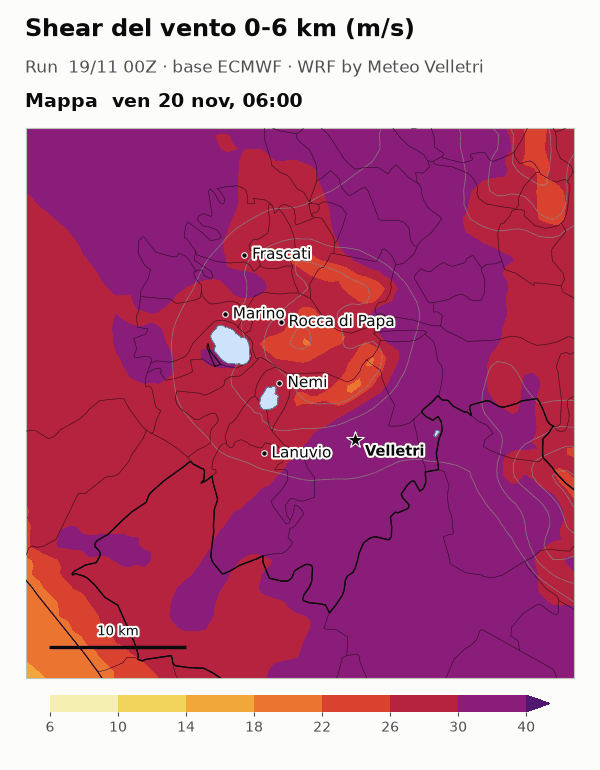 Shear del vento 0-6 km (m/s)
Run  19/11 00Z · base ECMWF · WRF by Meteo Velletri
Mappa  ven 20 nov, 06:00
Frascati
Marino
Rocca di Papa
Nemi
Velletri
Lanuvio
10 km
6 10 14 18 22 26 30 40